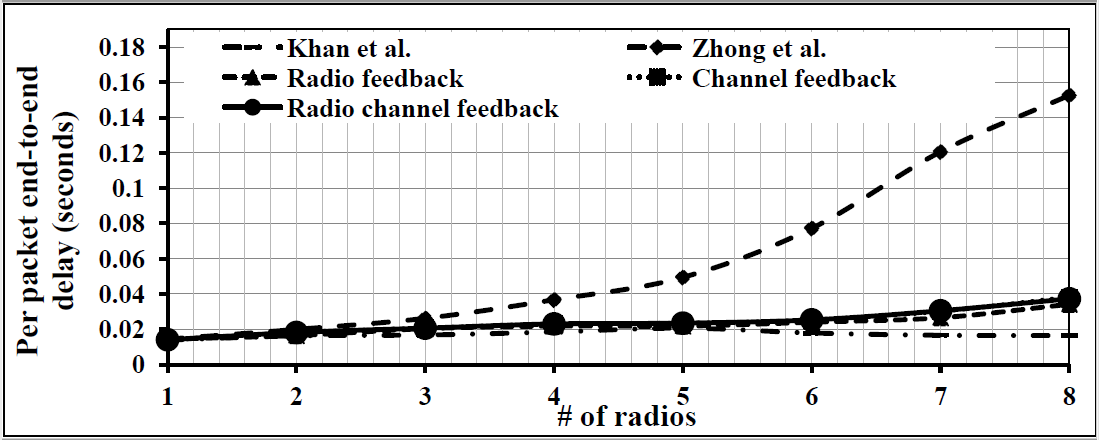 Per packet end-to-end
delay (seconds)
0.18
0.16
0.14
0.12
0.1
0.08
0.06
0.04
0.02
0
Khan et al.
Zhong et al.
Radio feedback
Channel feedback
Radio channel feedback
1 2 3 4 5 6 7 8
# of radios